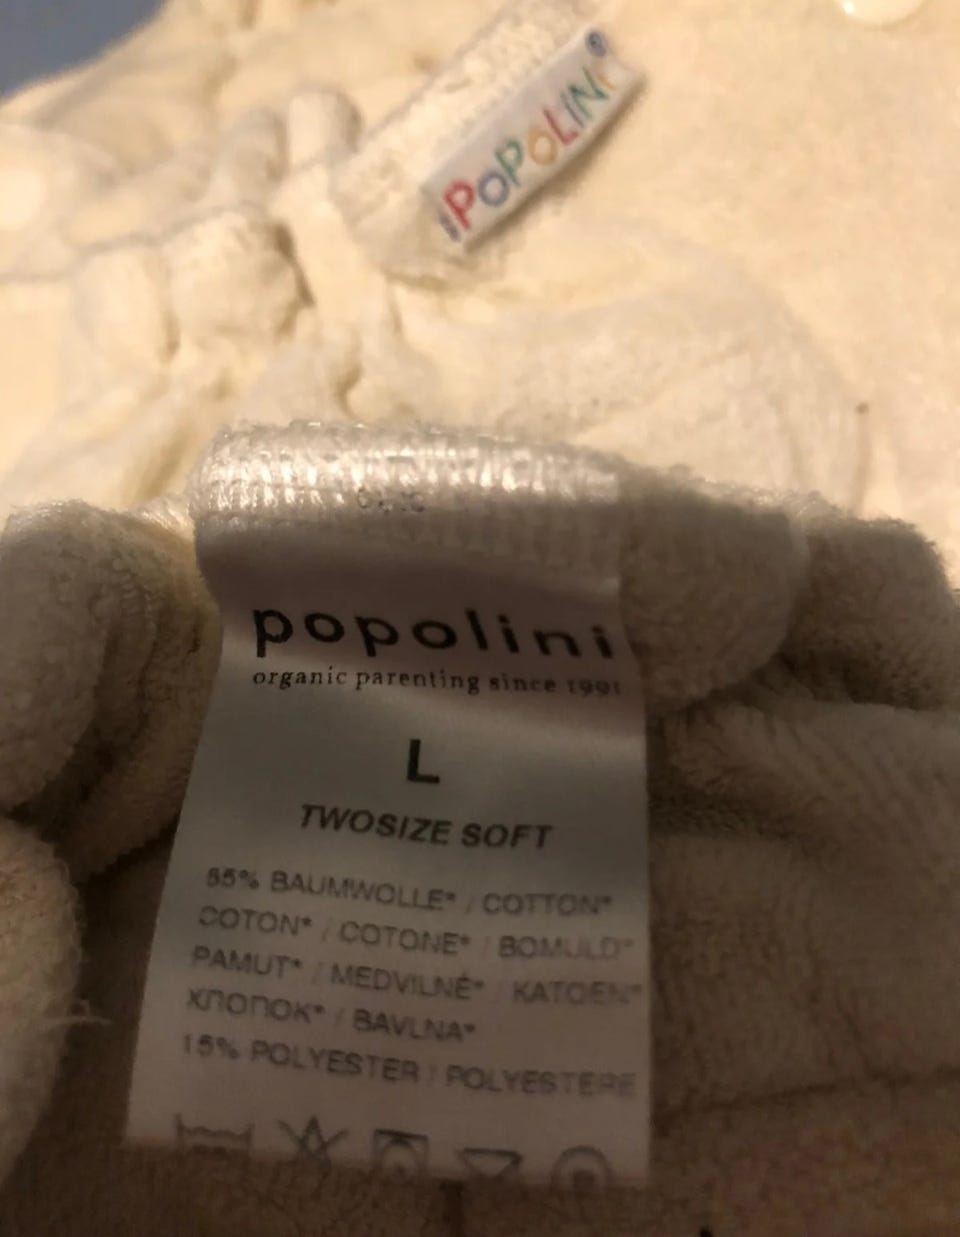 POPOLINI
popolini
organic parenting since 1991
L
TWOSIZE SOFT
85% BAUMWOLLE* / COTTON*
COTON* / COTONE* / BOMULD*
PAMUT* / MEDVILNĖ* / KATOEN*
ХЛОПОК* / BAVLNA*
15% POLYESTER / POLYESTERE